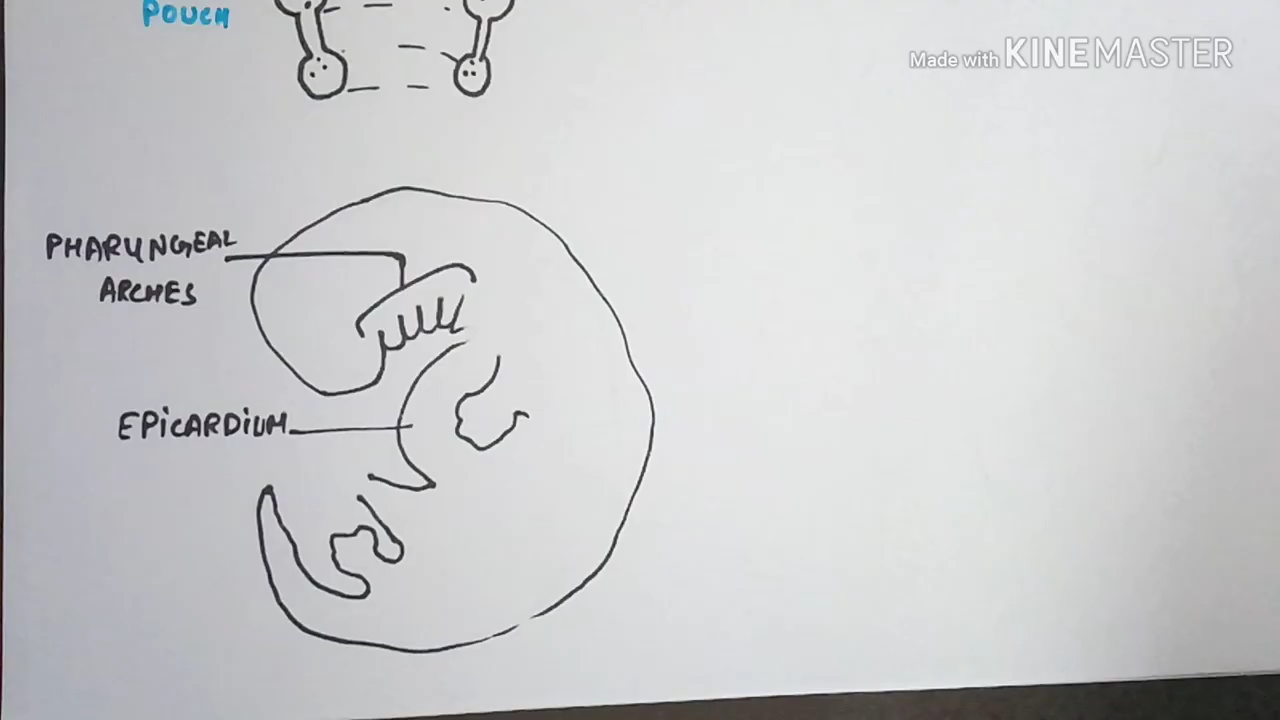 POUCH
Made with KINEMASTER
PHARYNGEAL
ARCHES
EPiCARDiUM